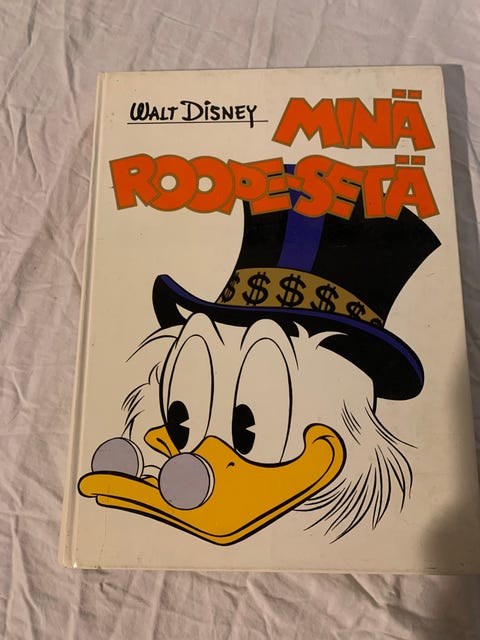 WALT DISNEY
MINÄ
ROOPE-SETÄ
$ $ $ $ $